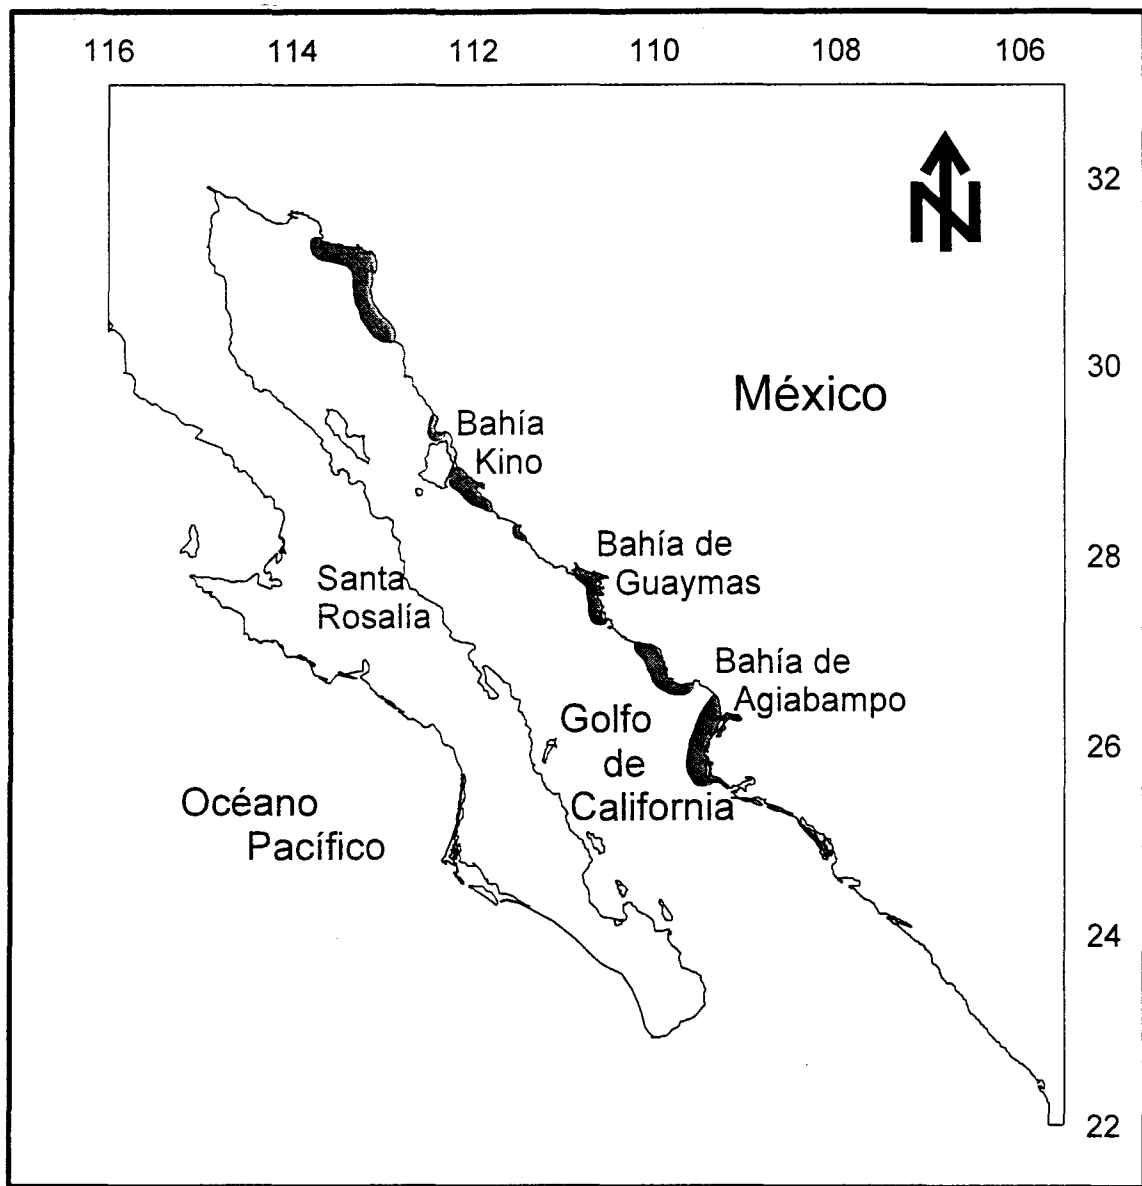 116 114 112 110 108 106
N
32
30
México
Bahía
Kino
28
Bahía de
Guaymas
Santa
Rosalía
Bahía de
Agiabampo
26
Golfo
de
California
Océano
Pacífico
24
22